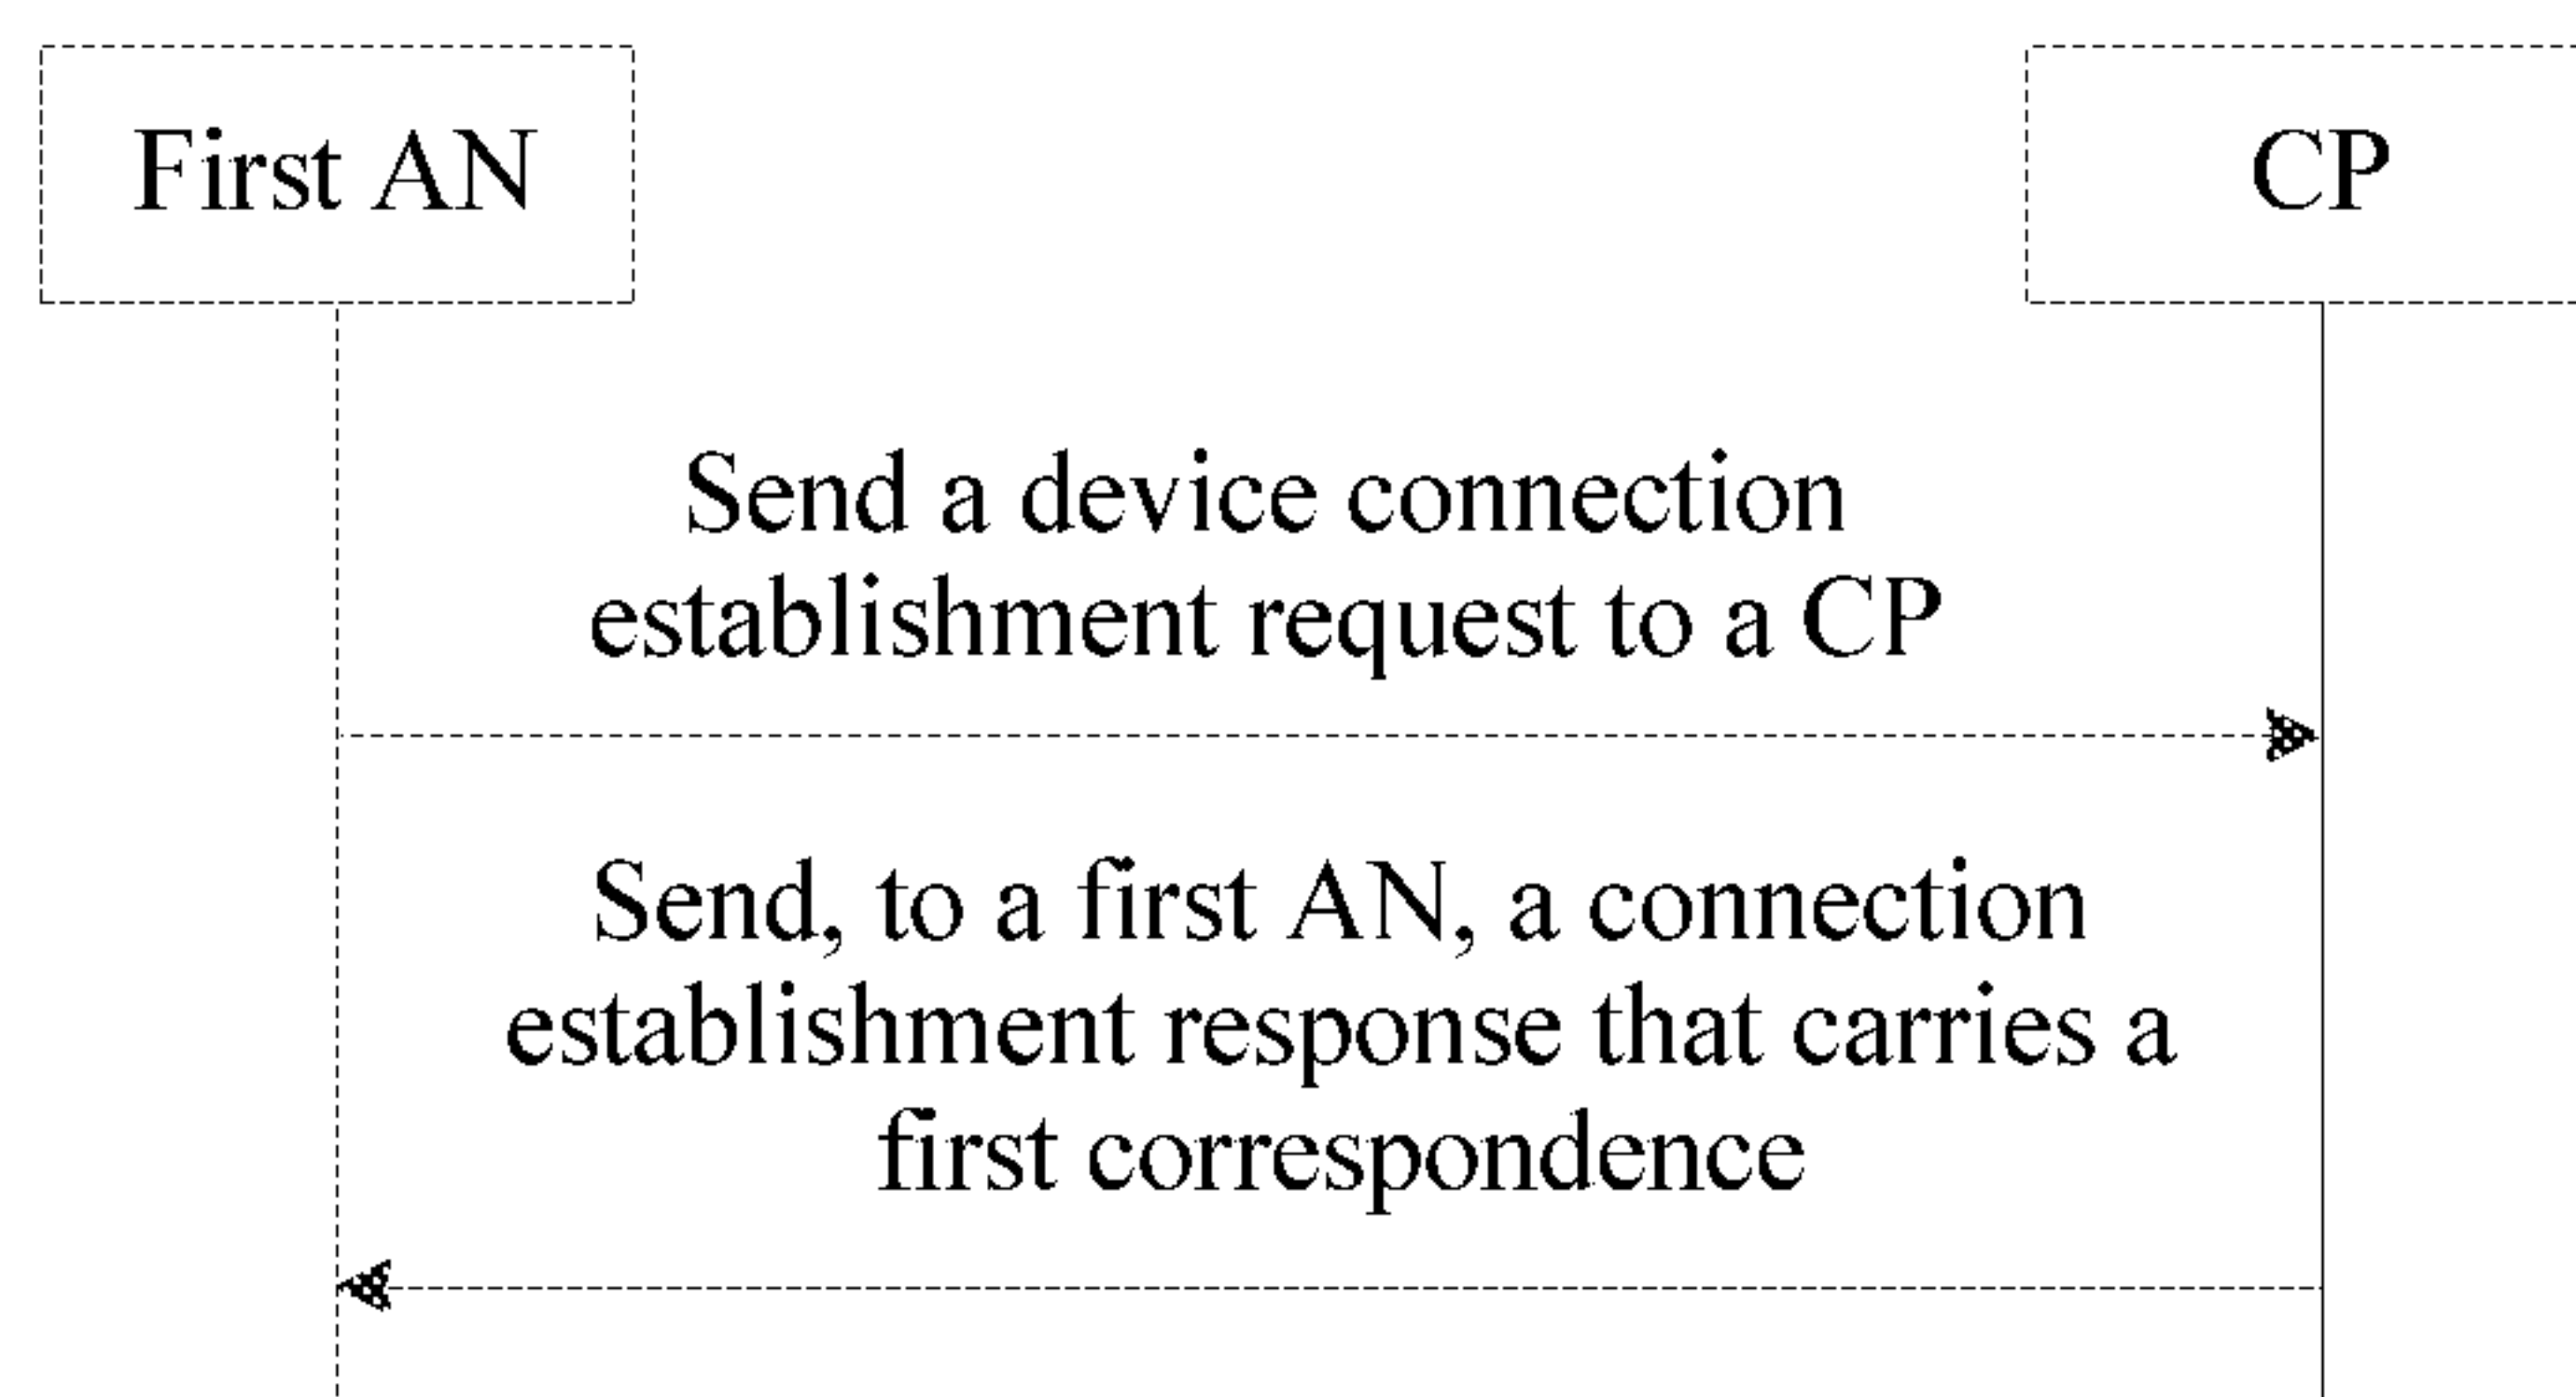 First AN
CP
Send a device connection
establishment request to a CP
Send, to a first AN, a connection
establishment response that carries a
first correspondence